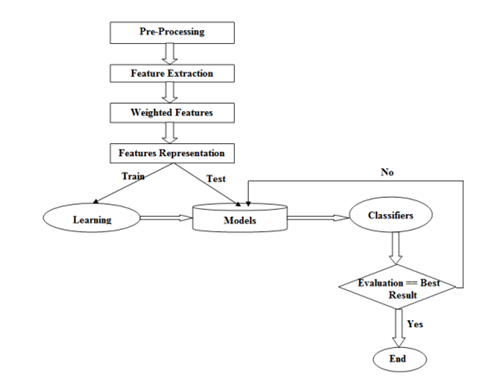 Pre-Processing
Feature Extraction
Weighted Features
Features Representation
Train
Test
No
Learning
Models
Classifiers
Evaluation == Best
Result
Yes
End